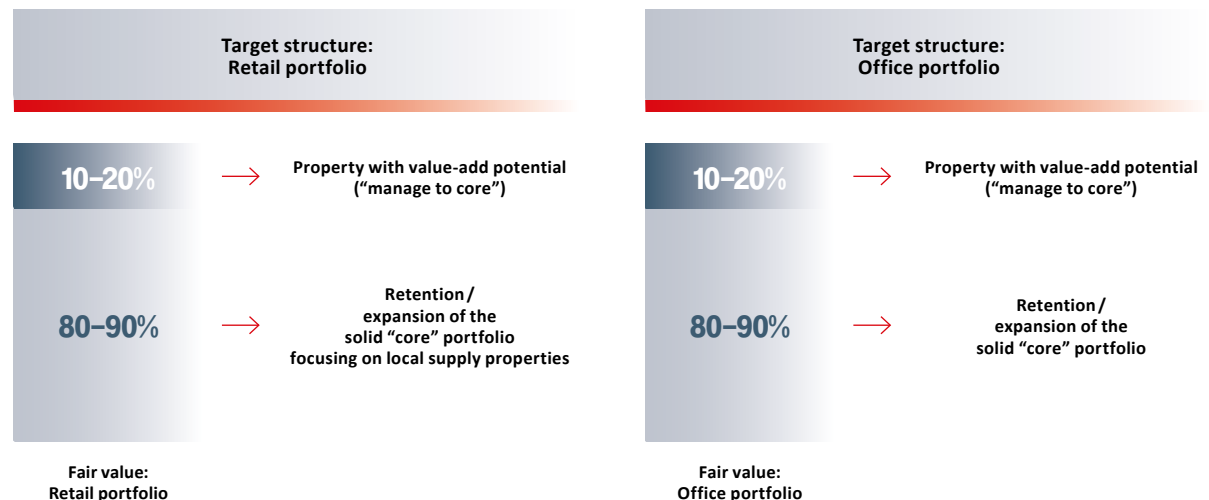 Target structure:
Retail portfolio
10–20%
Property with value-add potential
(“manage to core”)
80–90%
Retention /
expansion of the
solid “core” portfolio
focusing on local supply properties
Fair value:
Retail portfolio
Target structure:
Office portfolio
10–20%
Property with value-add potential
(“manage to core”)
80–90%
Retention /
expansion of the
solid “core” portfolio
Fair value:
Office portfolio